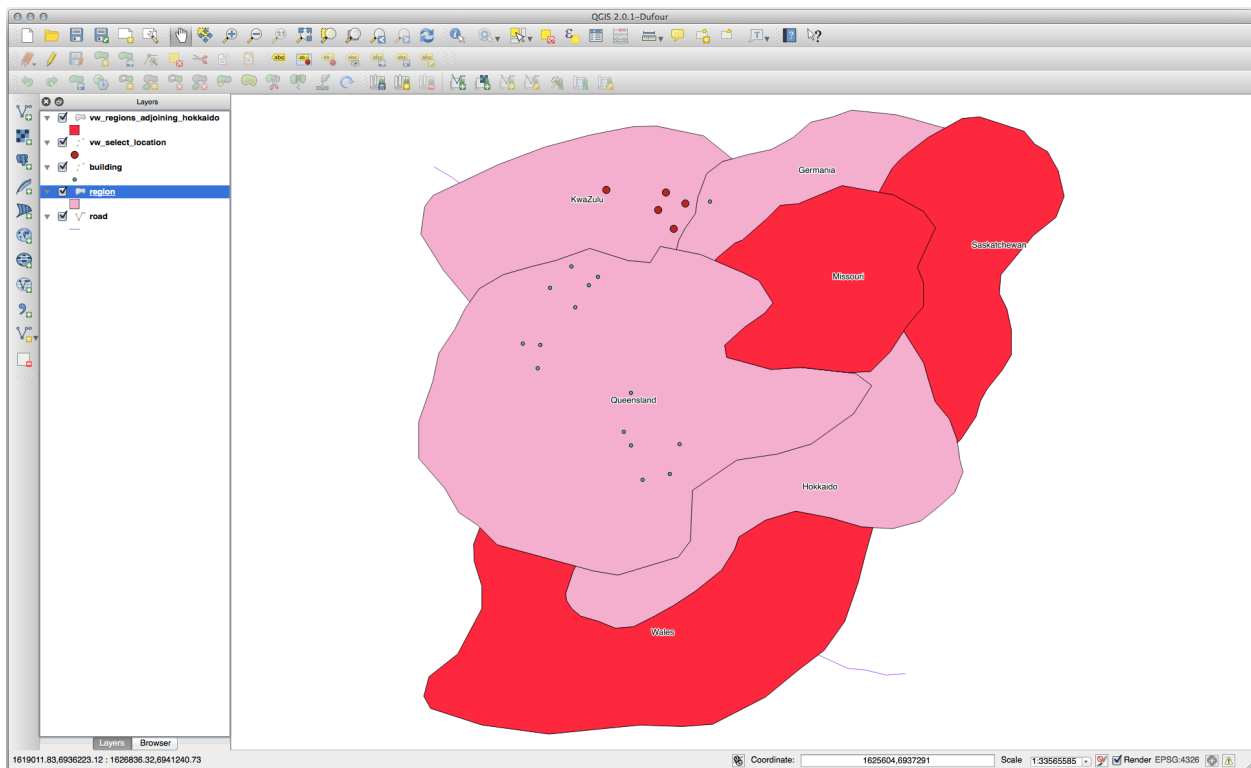 QGIS 2.0.1-Dufour
Layers
vw_regions_adjoining_hokkaido
vw_select_location
building
region
road
Germania
KwaZulu
Saskatchewan
Missouri
Queensland
Hokkaido
Wales
Layers Browser
1619011.83,6936223.12 : 1626836.32,6941240.73 Coordinate: 1625604,6937291 Scale 1:33565585 Render EPSG:4326